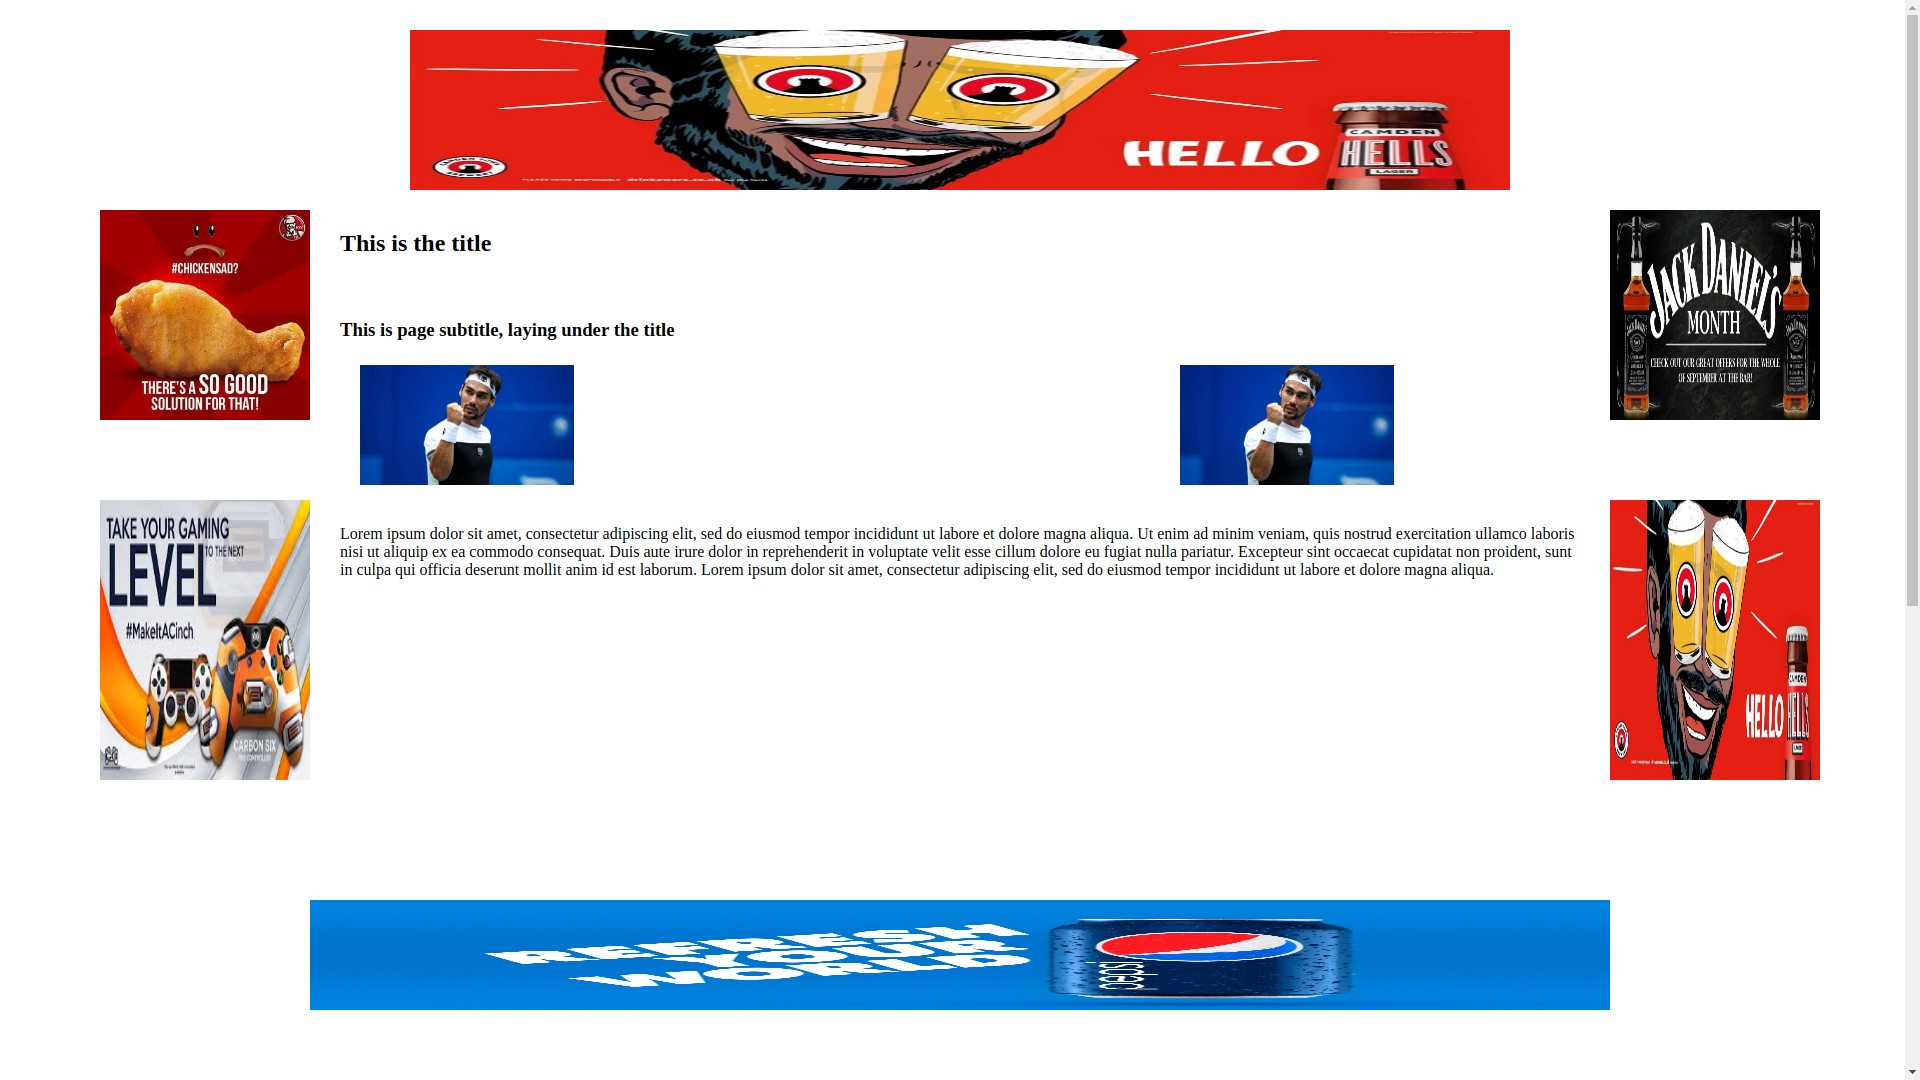 HELLO
CAMDEN
HELLS
LAGER
#CHICKENSAD?
THERE'S A SO GOOD
SOLUTION FOR THAT!
This is the title
This is page subtitle, laying under the title
JACK DANIEL'S
MONTH
CHECK OUT OUR GREAT OFFERS FOR THE WHOLE
OF SEPTEMBER AT THE BAR!
TAKE YOUR GAMING
LEVEL TO THE NEXT
#MakeItACinch
CARBON SIX
Lorem ipsum dolor sit amet, consectetur adipiscing elit, sed do eiusmod tempor incididunt ut labore et dolore magna aliqua. Ut enim ad minim veniam, quis nostrud exercitation ullamco laboris
nisi ut aliquip ex ea commodo consequat. Duis aute irure dolor in reprehenderit in voluptate velit esse cillum dolore eu fugiat nulla pariatur. Excepteur sint occaecat cupidatat non proident, sunt
in culpa qui officia deserunt mollit anim id est laborum. Lorem ipsum dolor sit amet, consectetur adipiscing elit, sed do eiusmod tempor incididunt ut labore et dolore magna aliqua.
HELLO
CAMDEN
HELLS
LAGER
REFRESH
YOUR
WORLD
pepsi